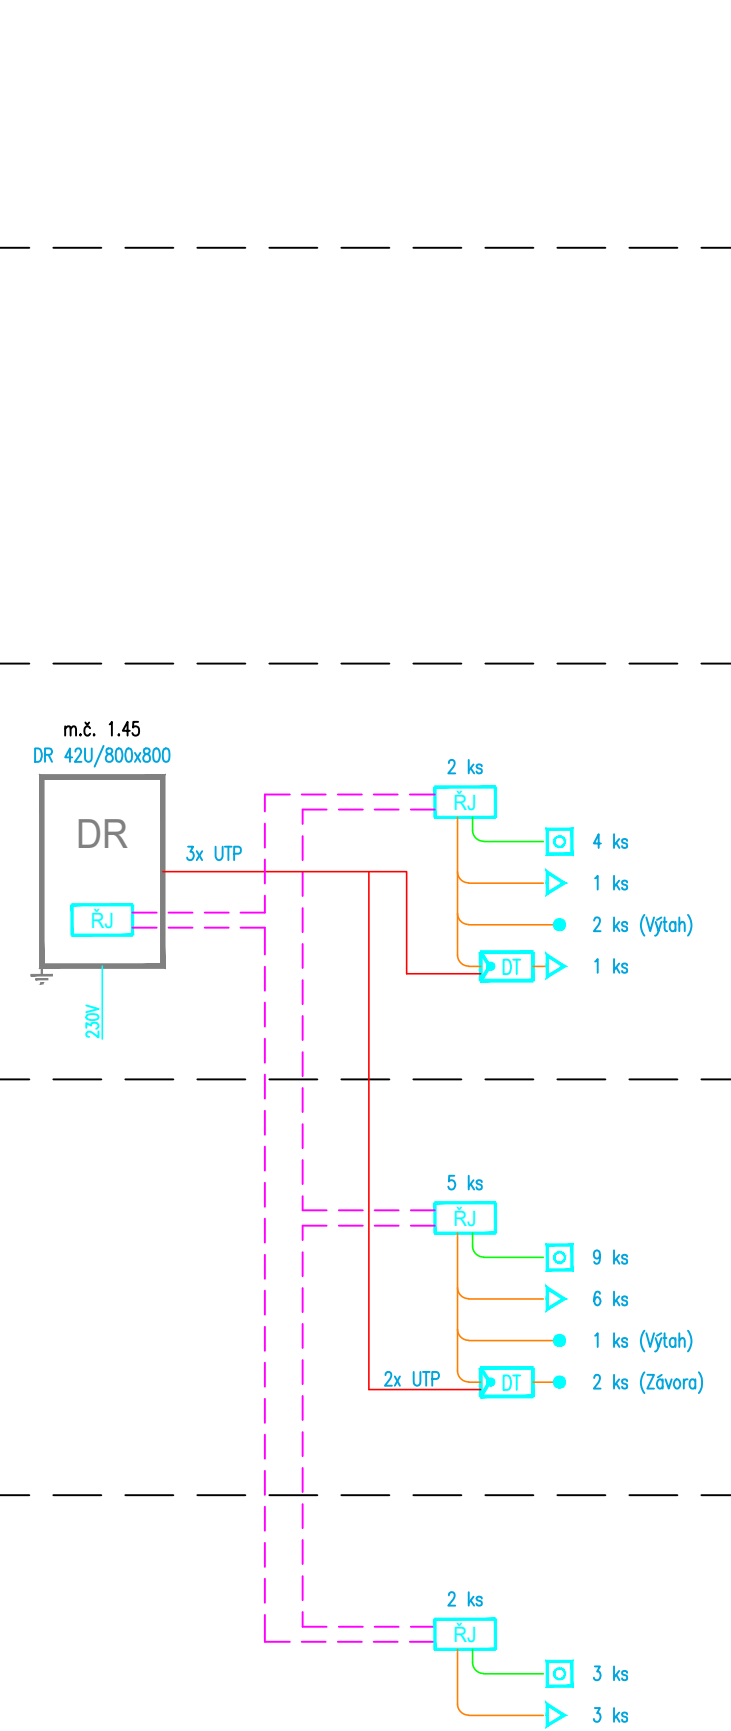 m.č. 1.45
DR 42U/800x800
DR
ŘJ
230V
3x UTP
2 ks
ŘJ
4 ks
1 ks
2 ks (Výtah)
DT
1 ks
5 ks
ŘJ
9 ks
6 ks
1 ks (Výtah)
2x UTP
DT
2 ks (Závora)
2 ks
ŘJ
3 ks
3 ks